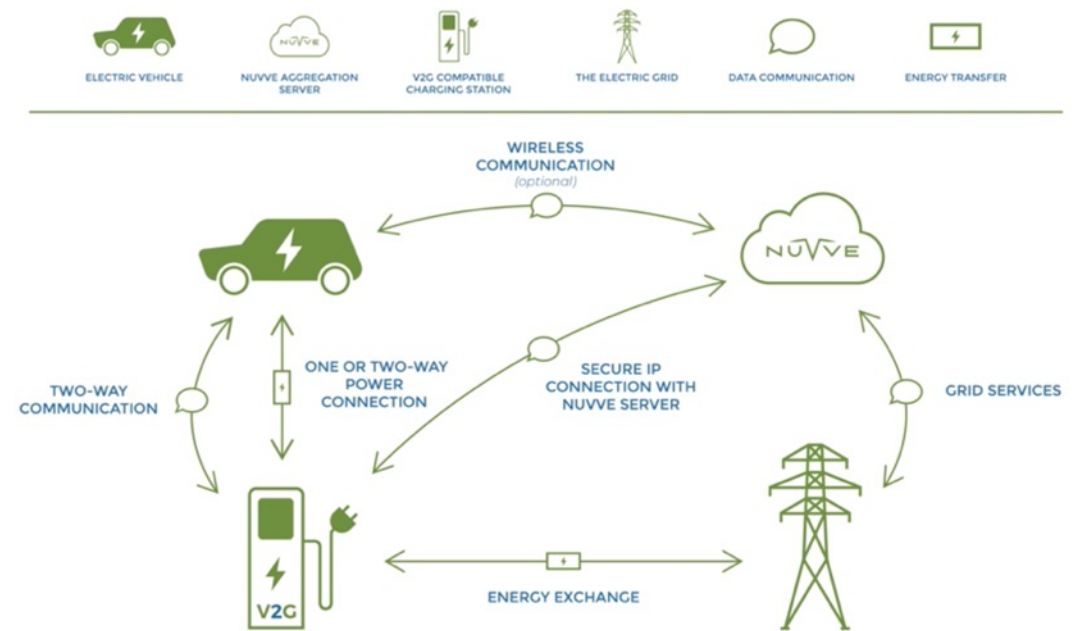 NUVVE
ELECTRIC VEHICLE
NUVVE AGGREGATION
SERVER
V2G COMPATIBLE
CHARGING STATION
THE ELECTRIC GRID
DATA COMMUNICATION
ENERGY TRANSFER
WIRELESS
COMMUNICATION
(optional)
NUVVE
TWO-WAY
COMMUNICATION
ONE OR TWO-WAY
POWER
CONNECTION
SECURE IP
CONNECTION WITH
NUVVE SERVER
GRID SERVICES
V2G
ENERGY EXCHANGE